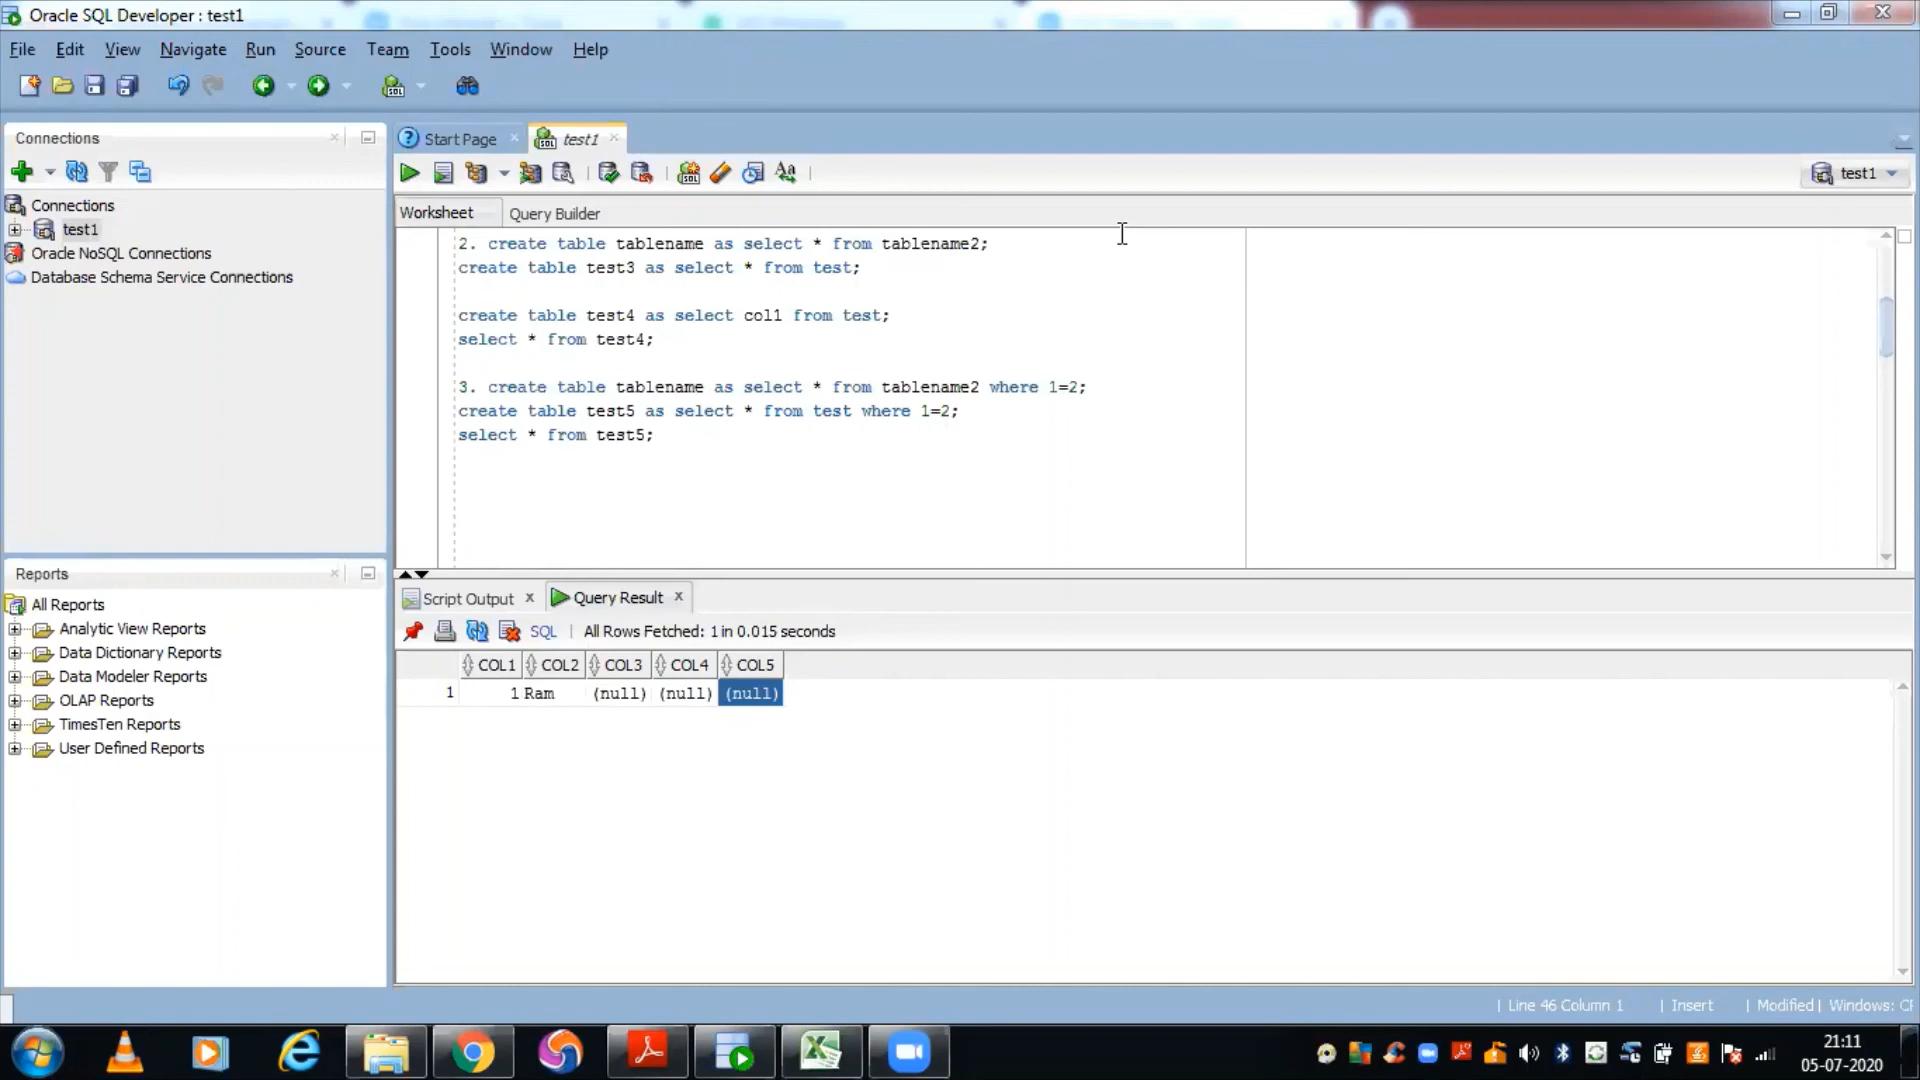 Oracle SQL Developer : test1
File Edit View Navigate Run Source Team Tools Window Help
Connections
Start Page
test1
test1
Connections
test1
Oracle NoSQL Connections
Database Schema Service Connections
Worksheet Query Builder
2. create table tablename as select * from tablename2;
create table test3 as select * from test;
create table test4 as select col1 from test;
select * from test4;
3. create table tablename as select * from tablename2 where 1=2;
create table test5 as select * from test where 1=2;
select * from test5;
Reports
All Reports
Analytic View Reports
Data Dictionary Reports
Data Modeler Reports
OLAP Reports
TimesTen Reports
User Defined Reports
Script Output Query Result
SQL All Rows Fetched: 1 in 0.015 seconds
COL1 COL2 COL3 COL4 COL5
1 1 Ram (null) (null) (null)
Line 46 Column 1 Insert Modified Windows:
21:11
05-07-2020